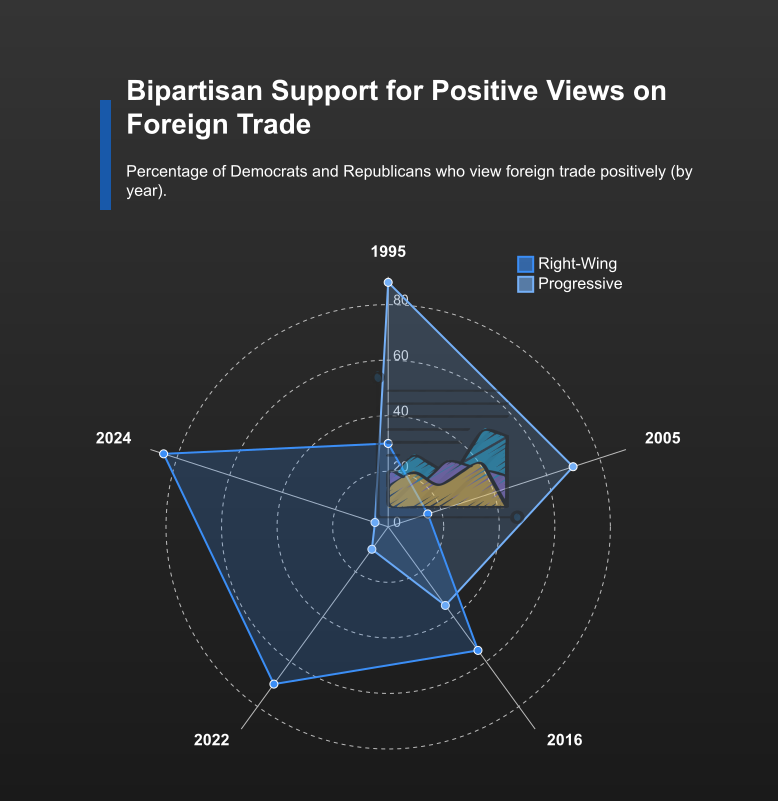 Bipartisan Support for Positive Views on
Foreign Trade
Percentage of Democrats and Republicans who view foreign trade positively (by
year).
1995
Right-Wing
Progressive
80
60
40
20
0
2024
2005
2022
2016